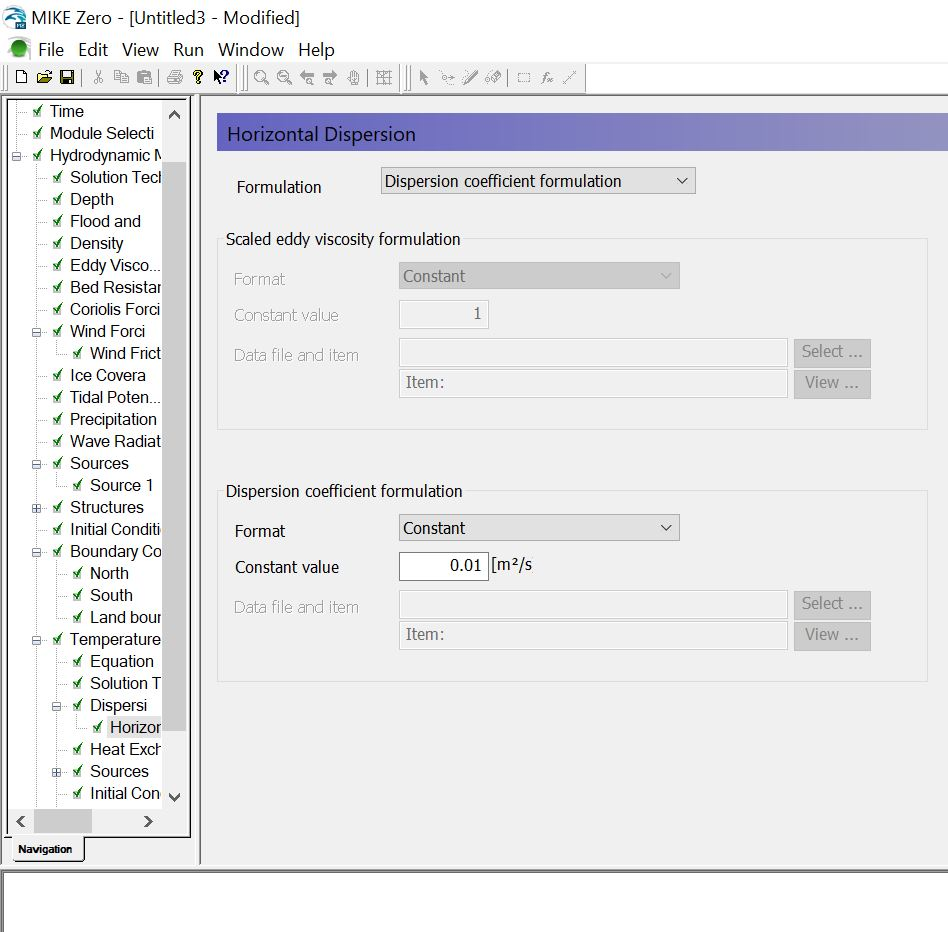 MIKE Zero - [Untitled3 - Modified]
File Edit View Run Window Help
Time
Module Selecti
Hydrodynamic M
Solution Tech
Depth
Flood and
Density
Eddy Visco...
Bed Resistar
Coriolis Forci
Wind Forci
Wind Frict
Ice Covera
Tidal Poten...
Precipitation
Wave Radiat
Sources
Source 1
Structures
Initial Conditi
Boundary Co
North
South
Land bour
Temperature
Equation
Solution T
Dispersi
Horizor
Heat Exch
Sources
Initial Con
Navigation
Horizontal Dispersion
Formulation Dispersion coefficient formulation
Scaled eddy viscosity formulation
Format Constant
Constant value 1
Data file and item Select ...
Item: View ...
Dispersion coefficient formulation
Format Constant
Constant value 0.01 [m²/s
Data file and item Select ...
Item: View ...